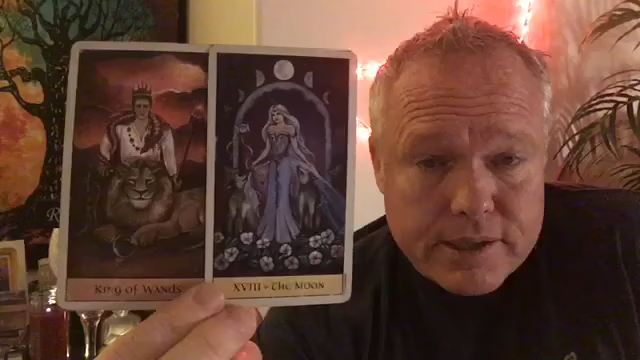 King of Wands
XVIII • The Moon